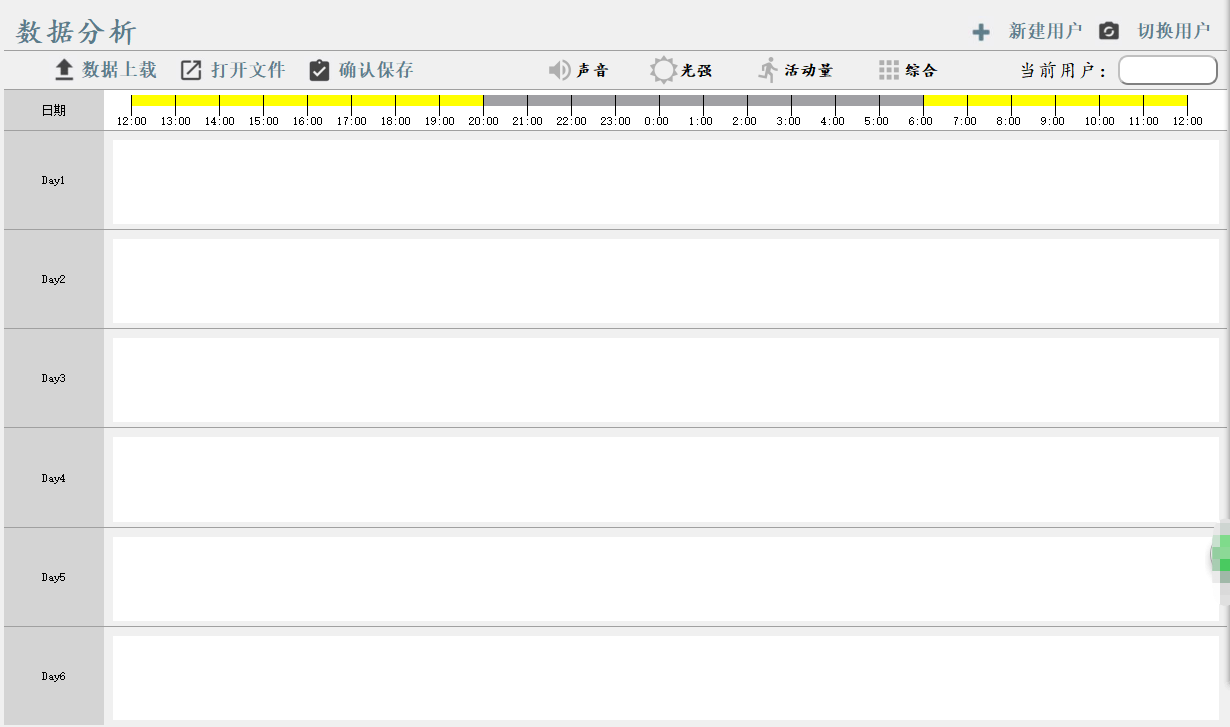 数据分析
新建用户 切换用户
数据上载 打开文件 确认保存 声音 光强 活动量 综合 当前用户:
日期 12:00 13:00 14:00 15:00 16:00 17:00 18:00 19:00 20:00 21:00 22:00 23:00 0:00 1:00 2:00 3:00 4:00 5:00 6:00 7:00 8:00 9:00 10:00 11:00 12:00
Day1
Day2
Day3
Day4
Day5
Day6